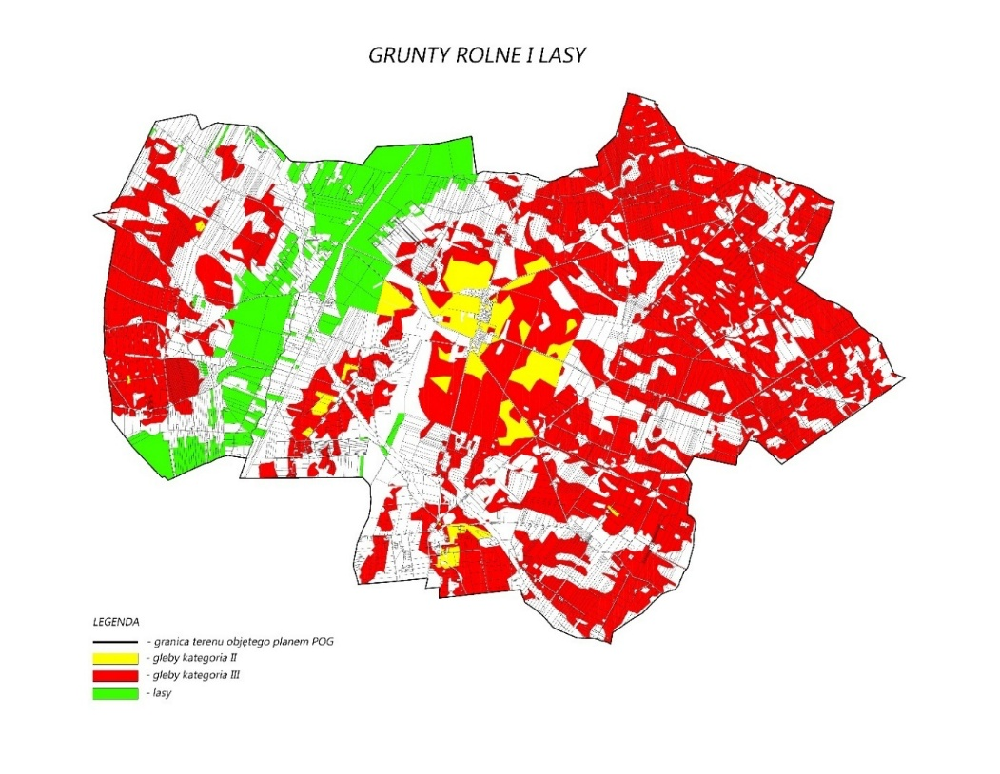 GRUNTY ROLNE I LASY
LEGENDA
- granica terenu objętego planem POG
- gleby kategoria II
- gleby kategoria III
- lasy